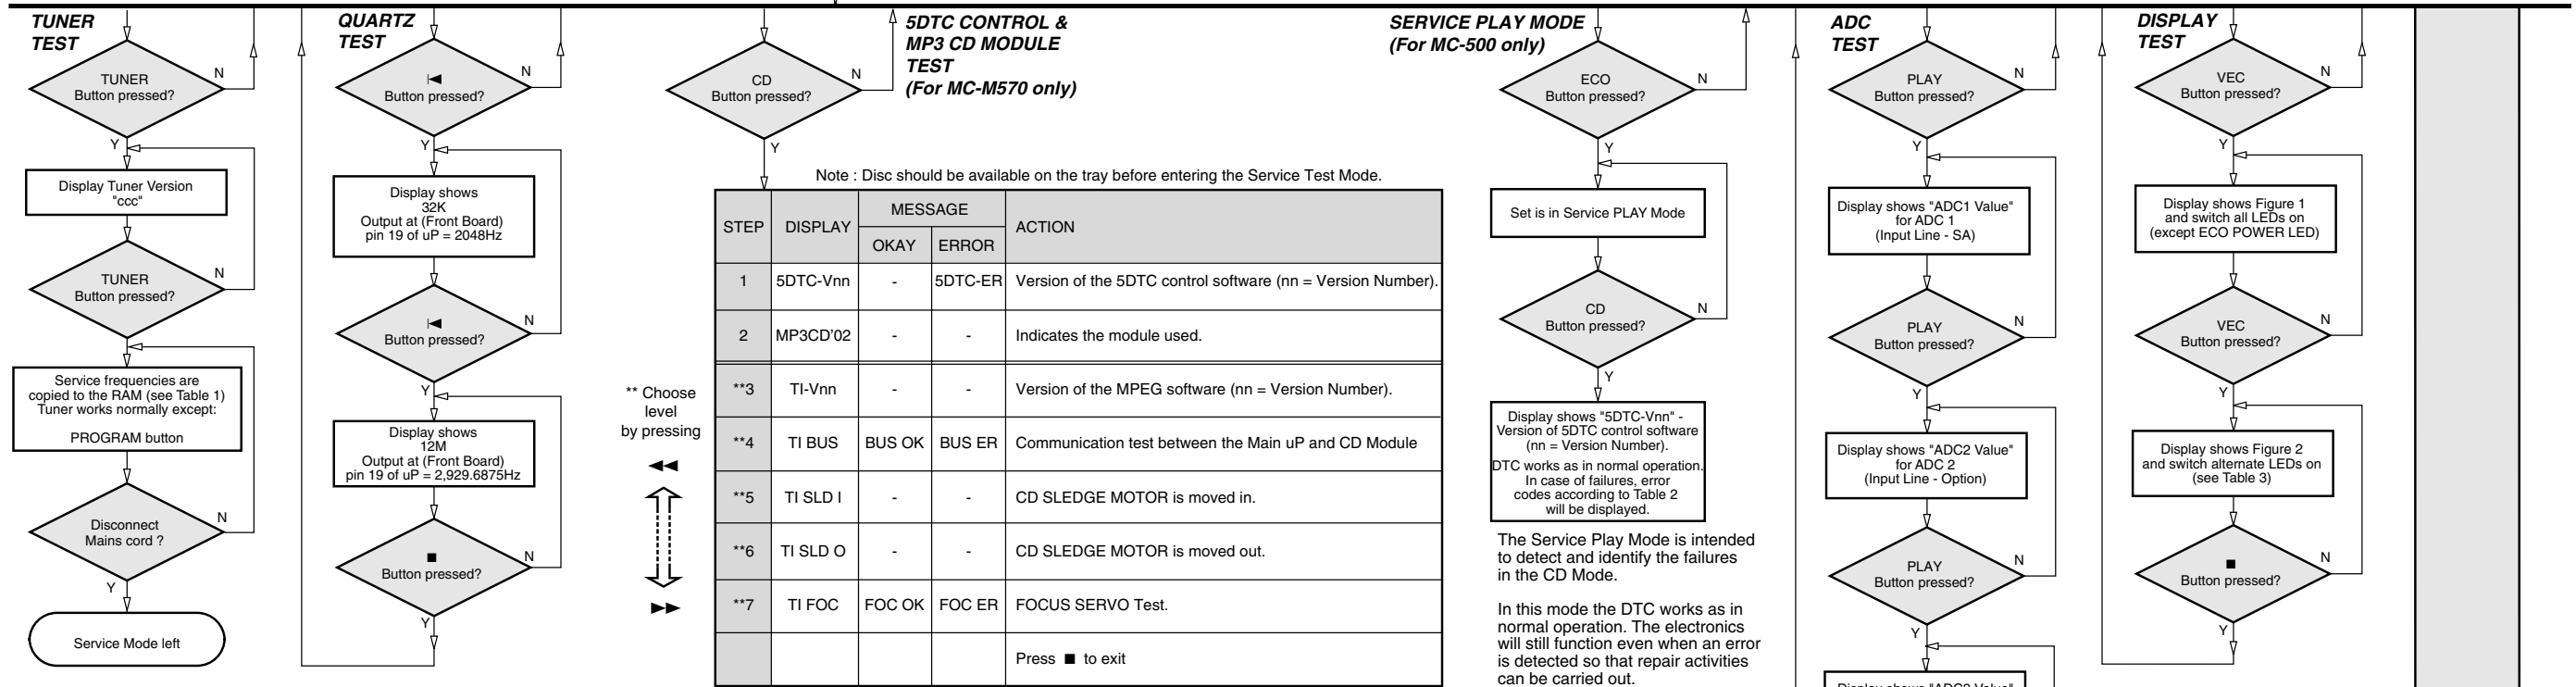 TUNER
TEST
TUNER
Button pressed?
N
Y
Display Tuner Version
"ccc"
TUNER
Button pressed?
N
Y
Service frequencies are
copied to the RAM (see Table 1)
Tuner works normally except:
PROGRAM button
Disconnect
Mains cord ?
N
Y
Service Mode left
QUARTZ
TEST
Button pressed?
N
Y
Display shows
32K
Output at (Front Board)
pin 19 of uP = 2048Hz
Button pressed?
N
Y
Display shows
12M
Output at (Front Board)
pin 19 of uP = 2,929.6875Hz
■
Button pressed?
N
Y
5DTC CONTROL &
MP3 CD MODULE
TEST
(For MC-M570 only)
CD
Button pressed?
N
Y
Note : Disc should be available on the tray before entering the Service Test Mode.
STEP DISPLAY MESSAGE ACTION
OKAY ERROR
1 5DTC-Vnn - 5DTC-ER Version of the 5DTC control software (nn = Version Number).
2 MP3CD'02 - - Indicates the module used.
**3 TI-Vnn - - Version of the MPEG software (nn = Version Number).
**4 TI BUS BUS OK BUS ER Communication test between the Main uP and CD Module
**5 TI SLD I - - CD SLEDGE MOTOR is moved in.
**6 TI SLD O - - CD SLEDGE MOTOR is moved out.
**7 TI FOC FOC OK FOC ER FOCUS SERVO Test.
Press ■ to exit
** Choose
level
by pressing
◄◄
►►
SERVICE PLAY MODE
(For MC-500 only)
ECO
Button pressed?
N
Y
Set is in Service PLAY Mode
CD
Button pressed?
N
Y
Display shows "5DTC-Vnn" -
Version of 5DTC control software
(nn = Version Number).
DTC works as in normal operation.
In case of failures, error
codes according to Table 2
will be displayed.
The Service Play Mode is intended
to detect and identify the failures
in the CD Mode.
In this mode the DTC works as in
normal operation. The electronics
will still function even when an error
is detected so that repair activities
can be carried out.
ADC
TEST
PLAY
Button pressed?
N
Y
Display shows "ADC1 Value"
for ADC 1
(Input Line - SA)
PLAY
Button pressed?
N
Y
Display shows "ADC2 Value"
for ADC 2
(Input Line - Option)
PLAY
Button pressed?
N
Y
DISPLAY
TEST
VEC
Button pressed?
N
Y
Display shows Figure 1
and switch all LEDs on
(except ECO POWER LED)
VEC
Button pressed?
N
Y
Display shows Figure 2
and switch alternate LEDs on
(see Table 3)
■
Button pressed?
N
Y